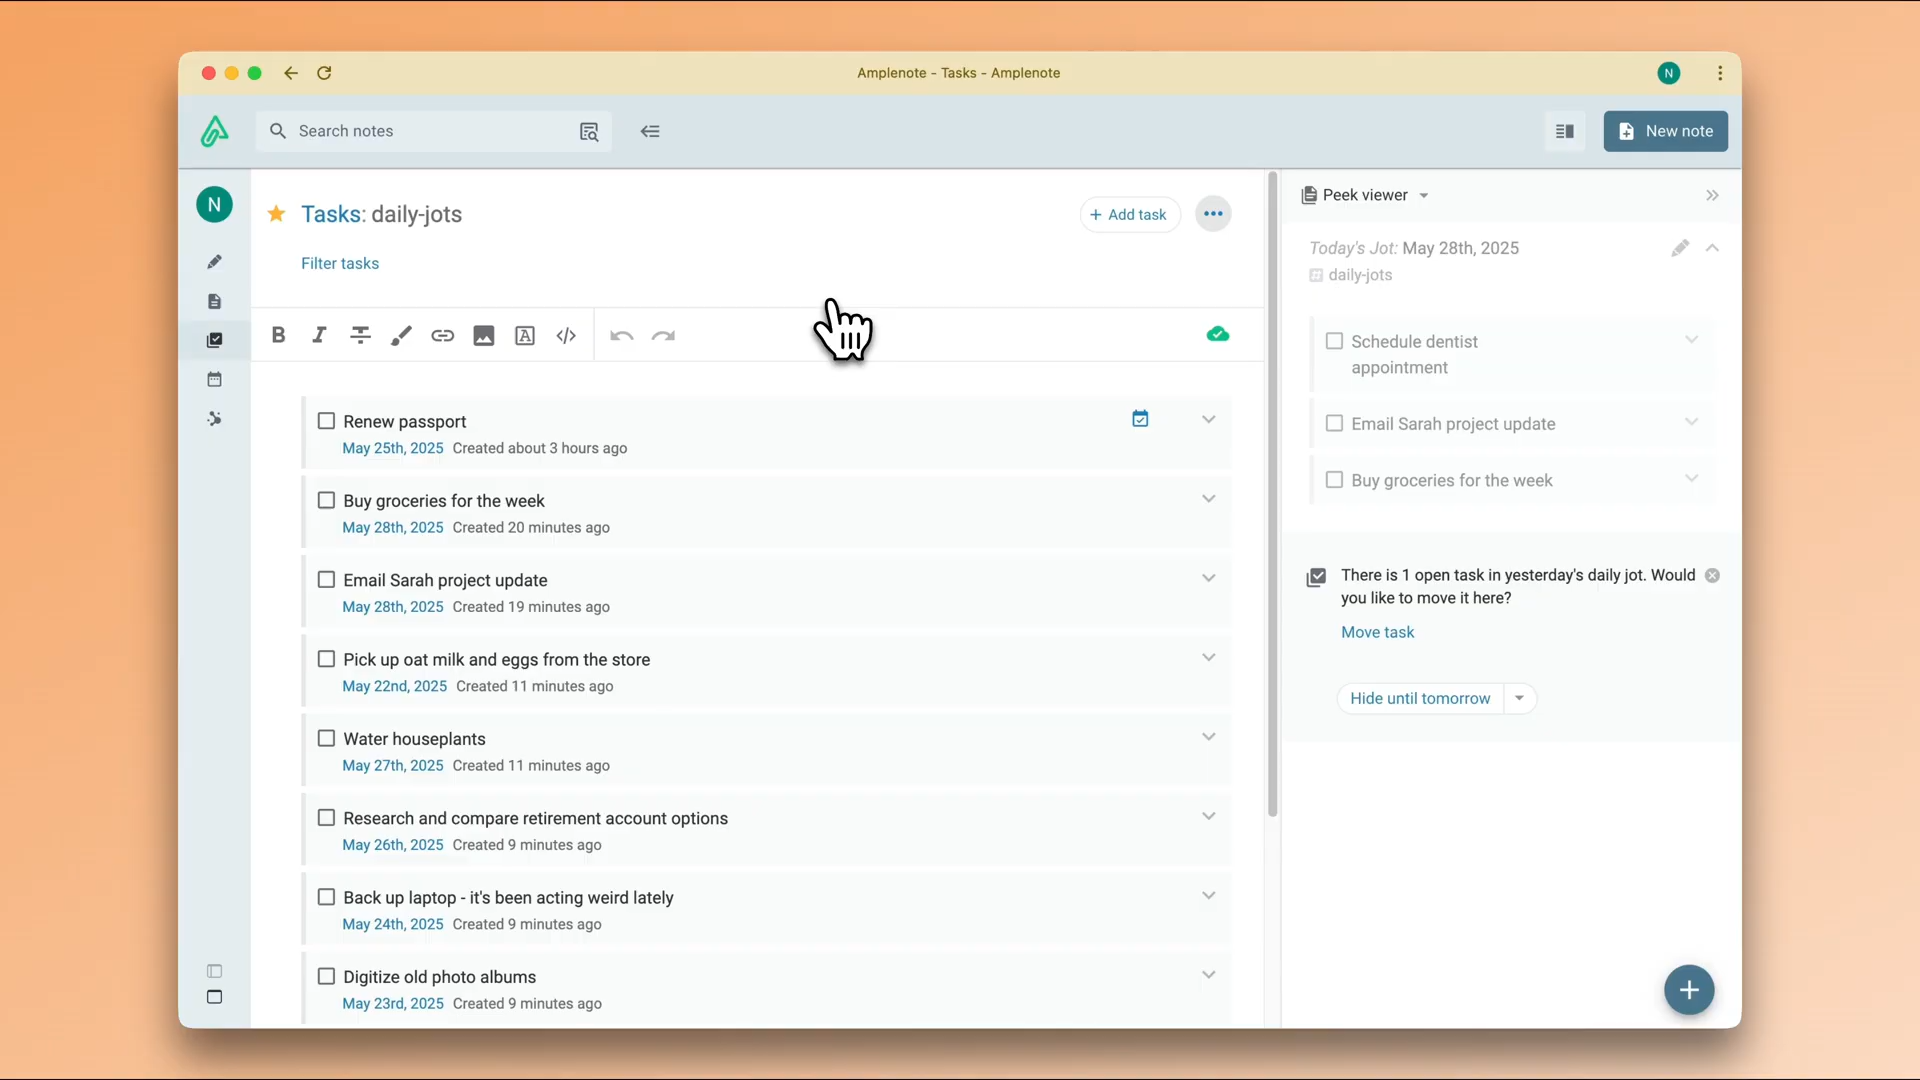 Amplenote - Tasks - Amplenote
N
Search notes
New note
N
Tasks: daily-jots
Add task
Filter tasks
B
I
A
Renew passport
May 25th, 2025 Created about 3 hours ago
Buy groceries for the week
May 28th, 2025 Created 20 minutes ago
Email Sarah project update
May 28th, 2025 Created 19 minutes ago
Pick up oat milk and eggs from the store
May 22nd, 2025 Created 11 minutes ago
Water houseplants
May 27th, 2025 Created 11 minutes ago
Research and compare retirement account options
May 26th, 2025 Created 9 minutes ago
Back up laptop - it's been acting weird lately
May 24th, 2025 Created 9 minutes ago
Digitize old photo albums
May 23rd, 2025 Created 9 minutes ago
Peek viewer
Today's Jot: May 28th, 2025
daily-jots
Schedule dentist
appointment
Email Sarah project update
Buy groceries for the week
There is 1 open task in yesterday's daily jot. Would
you like to move it here?
Move task
Hide until tomorrow